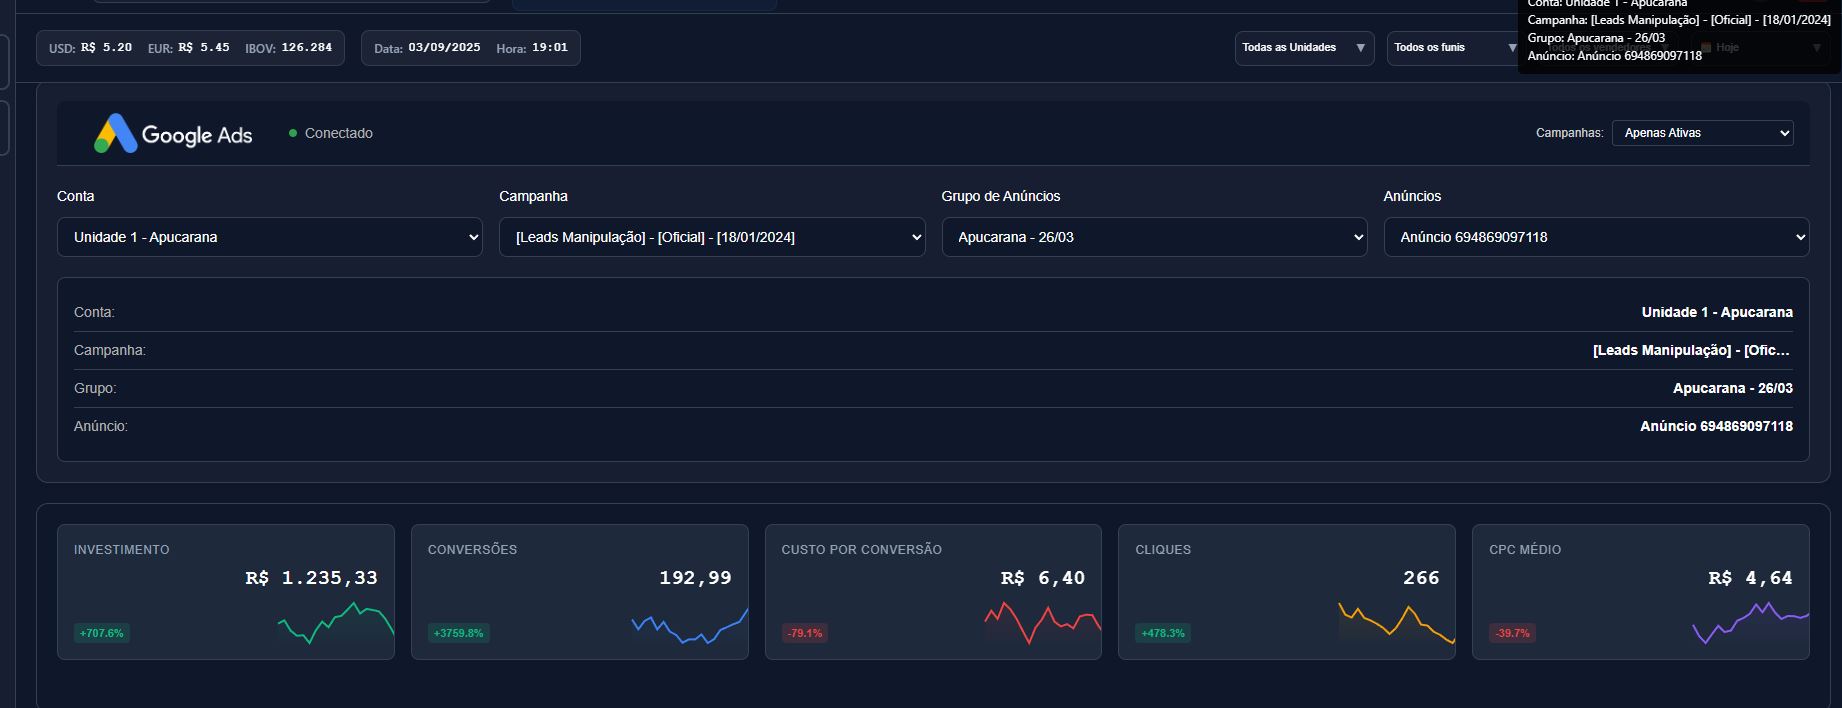 Conta: Unidade 1 - Apucarana
Campanha: [Leads Manipulação] - [Oficial] - [18/01/2024]
Grupo: Apucarana - 26/03
Anúncio: Anúncio 694869097118
USD: R$ 5.20 EUR: R$ 5.45 IBOV: 126.284
Data: 03/09/2025 Hora: 19:01
Todas as Unidades ▼
Todos os funis ▼
Todos os vendedores ▼
Hoje ▼
Google Ads
Conectado
Campanhas: Apenas Ativas
Conta
Unidade 1 - Apucarana
Campanha
[Leads Manipulação] - [Oficial] - [18/01/2024]
Grupo de Anúncios
Apucarana - 26/03
Anúncios
Anúncio 694869097118
Conta: Unidade 1 - Apucarana
Campanha: [Leads Manipulação] - [Ofic...
Grupo: Apucarana - 26/03
Anúncio: Anúncio 694869097118
INVESTIMENTO
R$ 1.235,33
+707.6%
CONVERSÕES
192,99
+3759.8%
CUSTO POR CONVERSÃO
R$ 6,40
-79.1%
CLIQUES
266
+478.3%
CPC MÉDIO
R$ 4,64
-39.7%